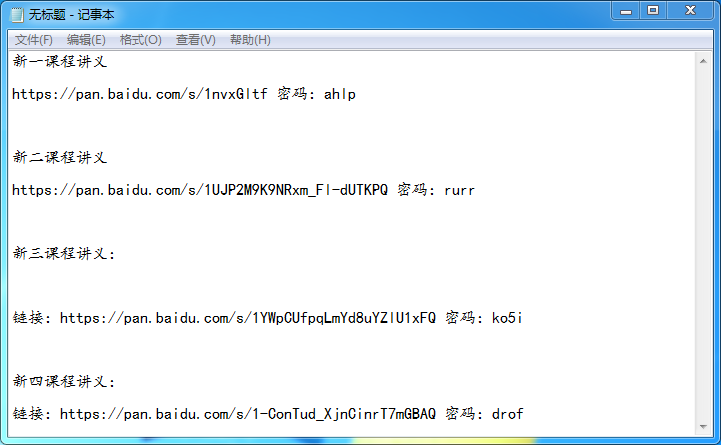 无标题 - 记事本
文件(F) 编辑(E) 格式(O) 查看(V) 帮助(H)
新一课程讲义
https://pan.baidu.com/s/1nvxGltf 密码: ahlp
新二课程讲义
https://pan.baidu.com/s/1UJP2M9K9NRxm_Fl-dUTKPQ 密码: rurr
新三课程讲义:
链接: https://pan.baidu.com/s/1YWpCUfpqLmYd8uYZlU1xFQ 密码: ko5i
新四课程讲义:
链接: https://pan.baidu.com/s/1-ConTud_XjnCinrT7mGBAQ 密码: drof